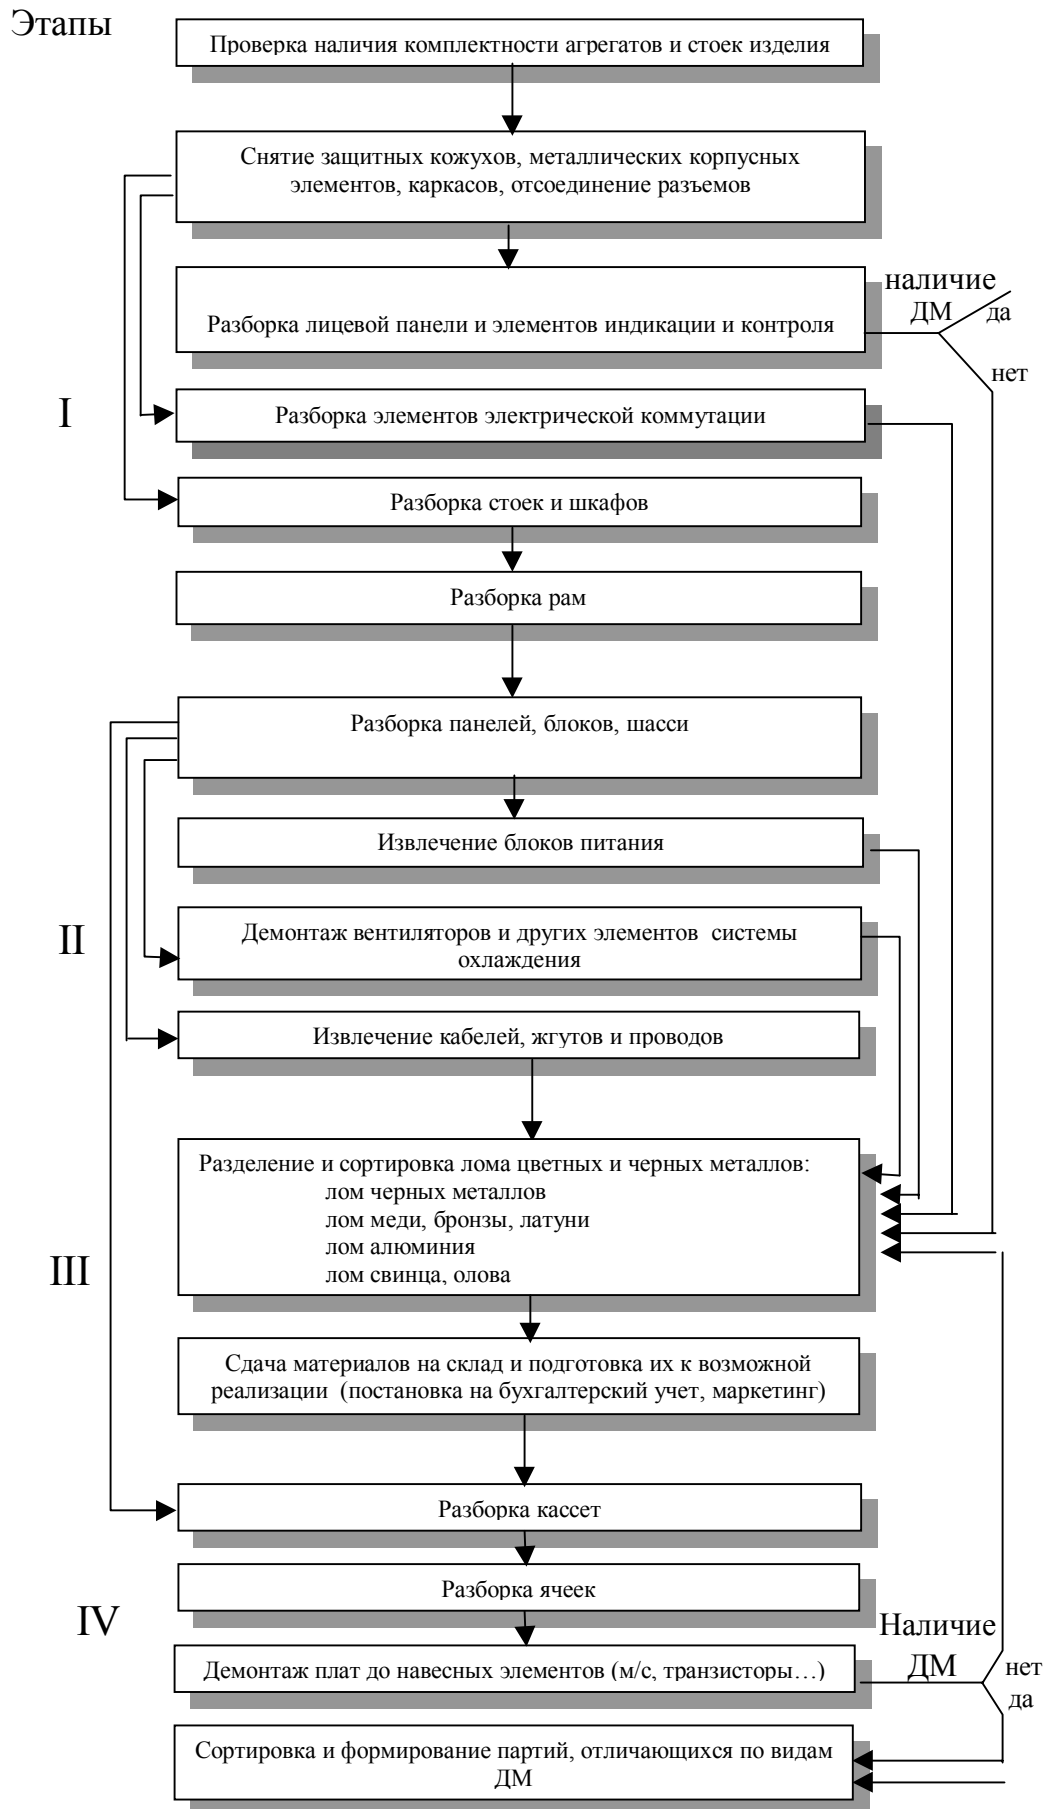 Этапы
Проверка наличия комплектности агрегатов и стоек изделия
Снятие защитных кожухов, металлических корпусных
элементов, каркасов, отсоединение разъемов
наличие
ДМ
да
Разборка лицевой панели и элементов индикации и контроля
нет
I
Разборка элементов электрической коммутации
Разборка стоек и шкафов
Разборка рам
Разборка панелей, блоков, шасси
Извлечение блоков питания
II
Демонтаж вентиляторов и других элементов системы
охлаждения
Извлечение кабелей, жгутов и проводов
Разделение и сортировка лома цветных и черных металлов:
лом черных металлов
лом меди, бронзы, латуни
лом алюминия
лом свинца, олова
III
Сдача материалов на склад и подготовка их к возможной
реализации (постановка на бухгалтерский учет, маркетинг)
Разборка кассет
Разборка ячеек
IV
Наличие
ДМ
нет
да
Демонтаж плат до навесных элементов (м/с, транзисторы…)
Сортировка и формирование партий, отличающихся по видам
ДМ